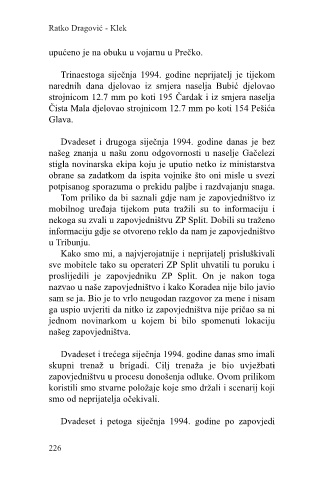 Ratko Dragović - Klek
upućeno je na obuku u vojarnu u Prečko.
Trinaestoga siječnja 1994. godine neprijatelj je tijekom
narednih dana djelovao iz smjera naselja Bubić djelovao
strojnicom 12.7 mm po koti 195 Čardak i iz smjera naselja
Čista Mala djelovao strojnicom 12.7 mm po koti 154 Pešića
Glava.
Dvadeset i drugoga siječnja 1994. godine danas je bez
našeg znanja u našu zonu odgovornosti u naselje Gaćelezi
stigla novinarska ekipa koju je uputio netko iz ministarstva
obrane sa zadatkom da ispita vojnike što oni misle u svezi
potpisanog sporazuma o prekidu paljbe i razdvajanju snaga.
Tom priliko da bi saznali gdje nam je zapovjedništvo iz
mobilnog uređaja tijekom puta tražili su to informaciju i
nekoga su zvali u zapovjedništvu ZP Split. Dobili su traženo
informaciju gdje se otvoreno reklo da nam je zapovjedništvo
u Tribunju.
Kako smo mi, a najvjerojatnije i neprijatelj prisluškivali
sve mobitele tako su operateri ZP Split uhvatili tu poruku i
proslijedili je zapovjedniku ZP Split. On je nakon toga
nazvao u naše zapovjedništvo i kako Koradea nije bilo javio
sam se ja. Bio je to vrlo neugodan razgovor za mene i nisam
ga uspio uvjeriti da nitko iz zapovjedništva nije pričao sa ni
jednom novinarkom u kojem bi bilo spomenuti lokaciju
našeg zapovjedništva.
Dvadeset i trećega siječnja 1994. godine danas smo imali
skupni trenaž u brigadi. Cilj trenaža je bio uvježbati
zapovjedništvu u procesu donošenja odluke. Ovom prilikom
koristili smo stvarne položaje koje smo držali i scenarij koji
smo od neprijatelja očekivali.
Dvadeset i petoga siječnja 1994. godine po zapovjedi
226